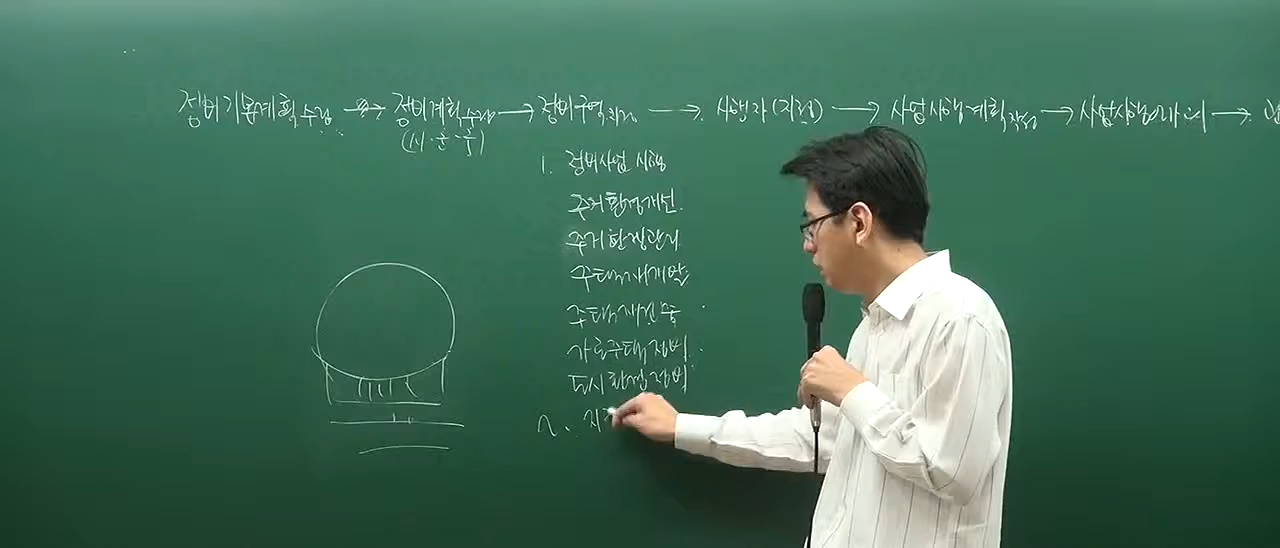 정비기본계획수립 → 정비계획수립 → 정비구역지정 → 시행자(지정) → 사업시행계획작성 → 사업시행인가 →
(시·군·구)
1. 정비사업 시행
주거환경개선
주거환경관리
주택재개발
주택재건축
가로주택정비
도시환경정비
2.